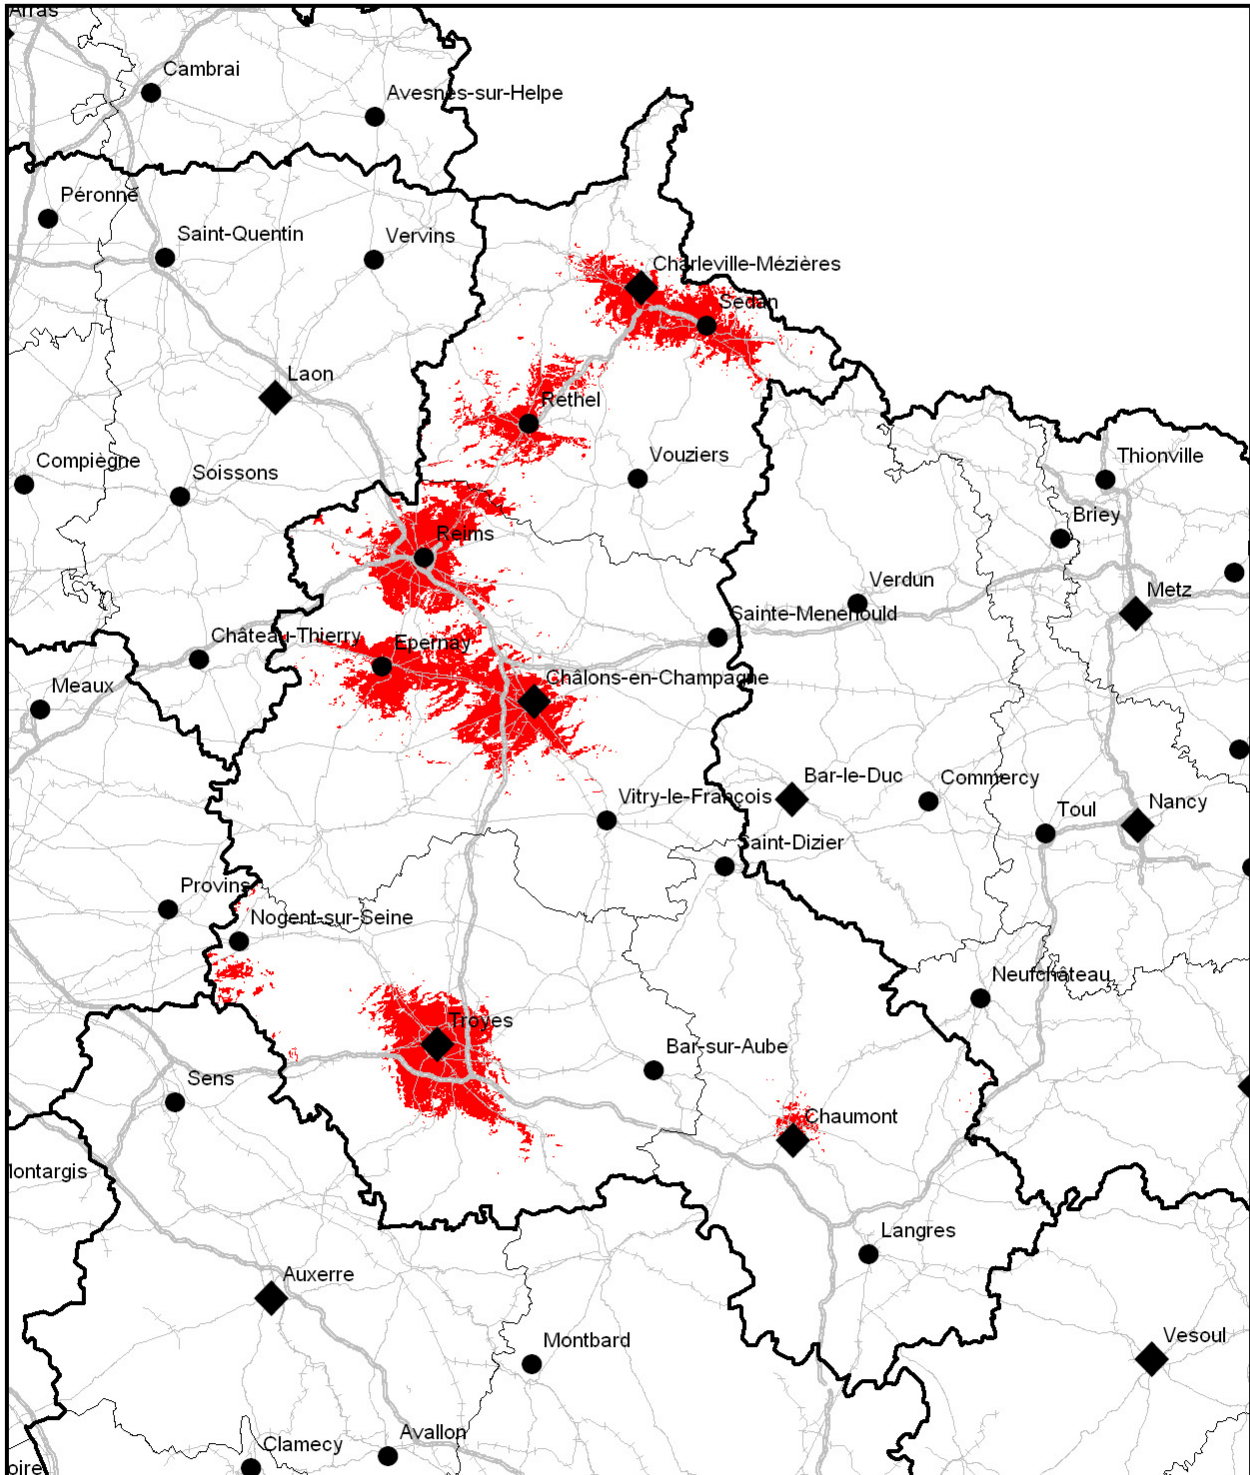 Arras
Cambrai
Avesnes-sur-Helpe
Péronne
Saint-Quentin
Vervins
Charleville-Mézières
Sedan
Laon
Rethel
Compiègne
Soissons
Vouziers
Thionville
Briey
Reims
Verdun
Metz
Sainte-Menehould
Château-Thierry
Epernay
Châlons-en-Champagne
Meaux
Bar-le-Duc
Commercy
Vitry-le-François
Toul
Nancy
Saint-Dizier
Provins
Nogent-sur-Seine
Neufchâteau
Troyes
Bar-sur-Aube
Sens
Chaumont
Montargis
Langres
Auxerre
Montbard
Vesoul
Avallon
Clamecy
oire